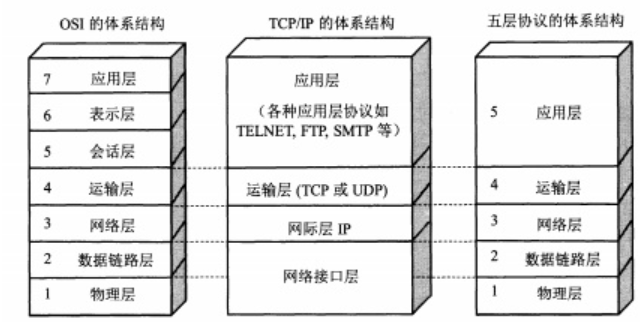 OSI 的体系结构
7 应用层
6 表示层
5 会话层
4 运输层
3 网络层
2 数据链路层
1 物理层
TCP/IP 的体系结构
应用层
（各种应用层协议如
TELNET, FTP, SMTP 等）
运输层 (TCP 或 UDP)
网际层 IP
网络接口层
五层协议的体系结构
5 应用层
4 运输层
3 网络层
2 数据链路层
1 物理层